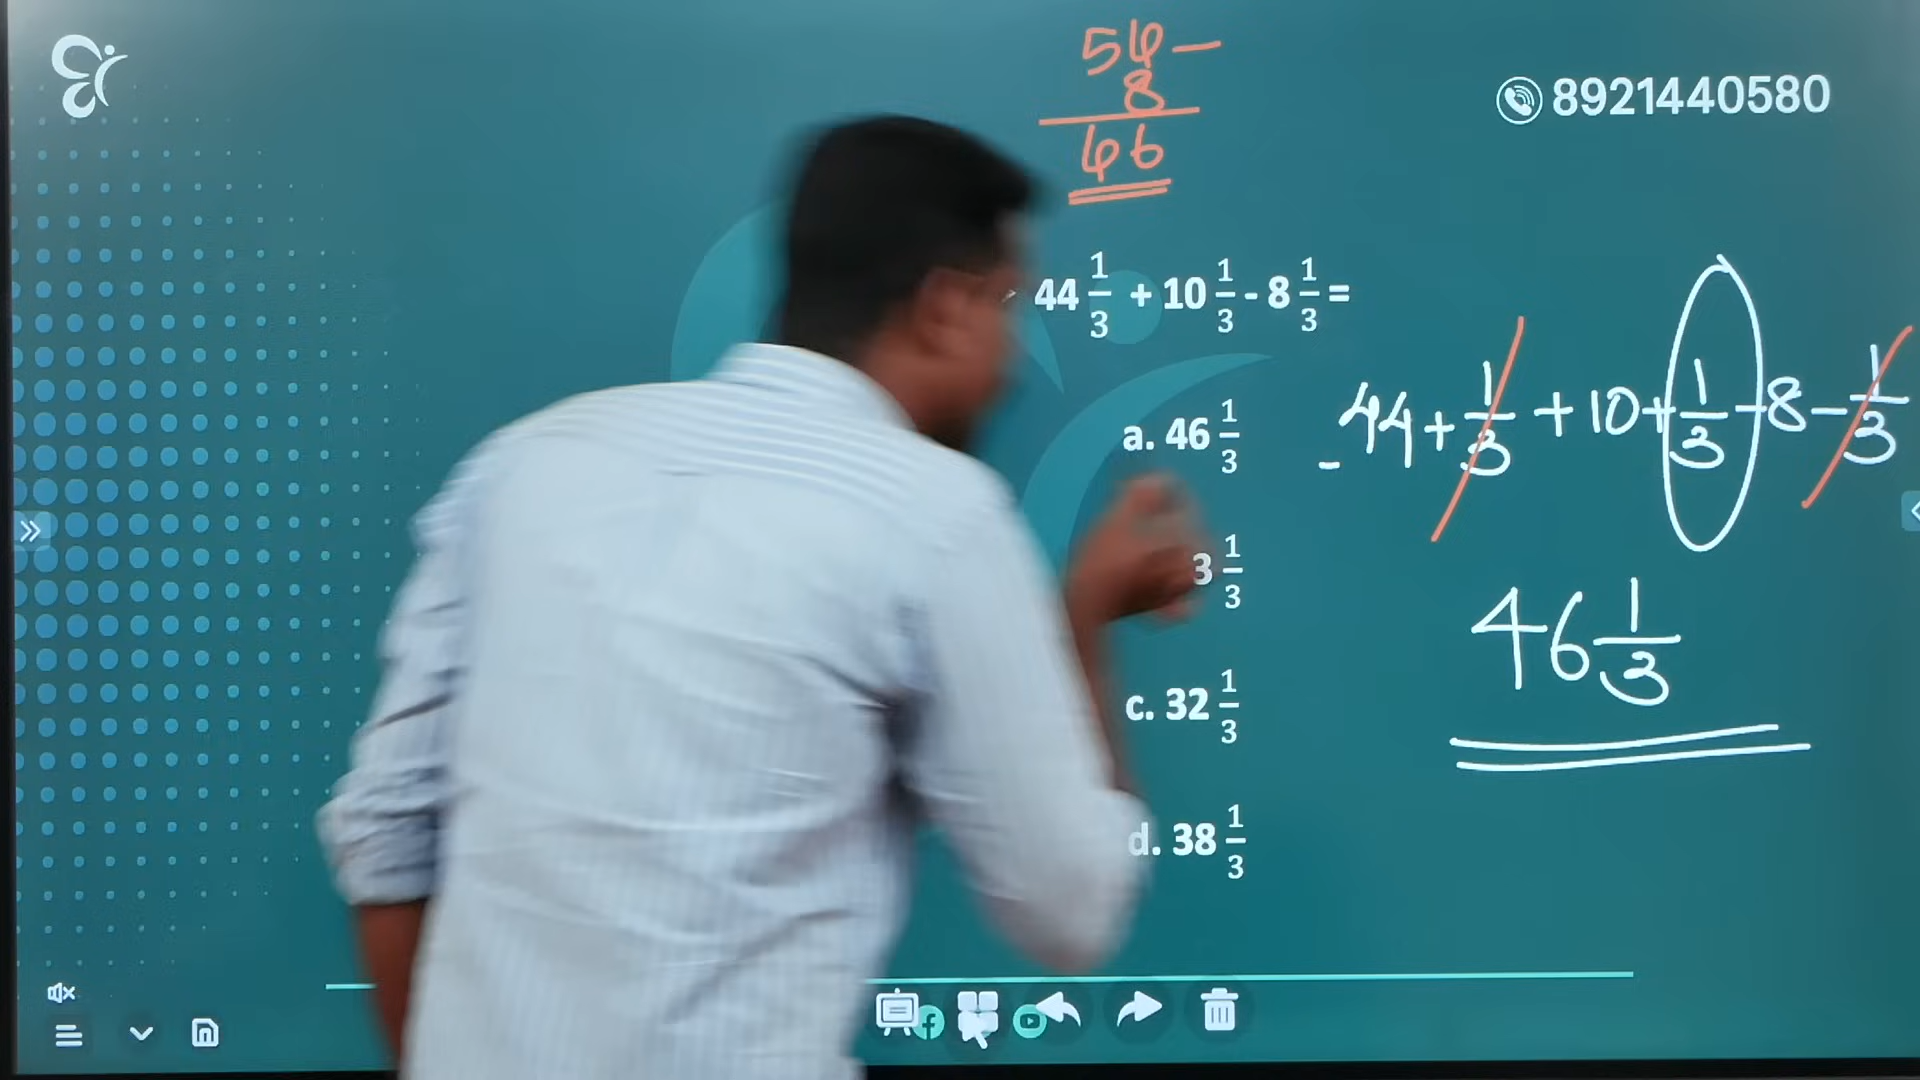 54 -
8
46
8921440580
44 1/3 + 10 1/3 - 8 1/3 =
44 + 1/3 + 10 + 1/3 - 8 - 1/3
a. 46 1/3
3 1/3
46 1/3
c. 32 1/3
d. 38 1/3